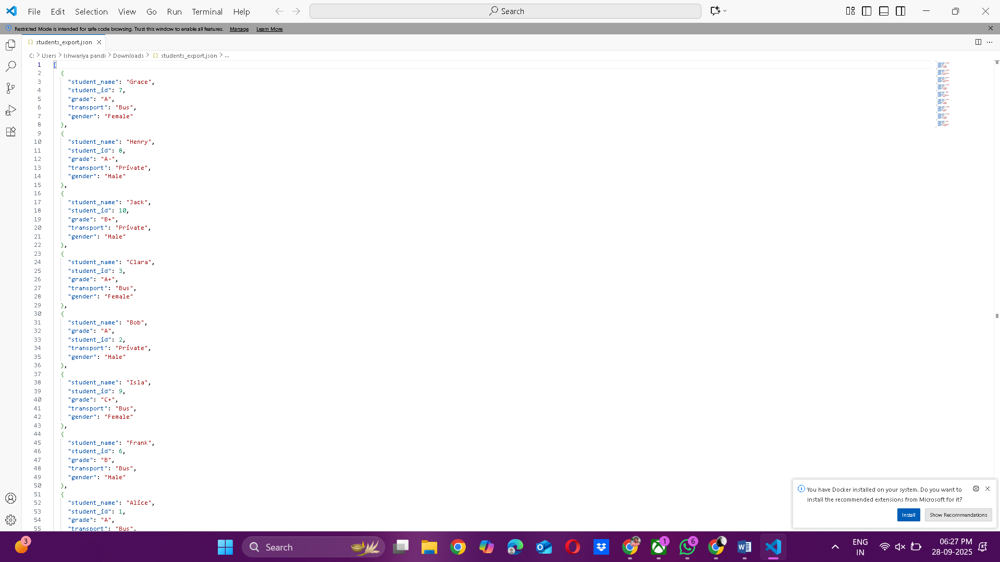 File Edit Selection View Go Run Terminal Help
Search
Restricted Mode is intended for safe code browsing. Trust this window to enable all features. Manage Learn More
{} students_export.json
C: > Users > Ishwariya pandi > Downloads > {} students_export.json > ...
1 [
2 {
3 "student_name": "Grace",
4 "student_id": 7,
5 "grade": "A",
6 "transport": "Bus",
7 "gender": "Female"
8 },
9 {
10 "student_name": "Henry",
11 "student_id": 8,
12 "grade": "A-",
13 "transport": "Private",
14 "gender": "Male"
15 },
16 {
17 "student_name": "Jack",
18 "student_id": 10,
19 "grade": "B+",
20 "transport": "Private",
21 "gender": "Male"
22 },
23 {
24 "student_name": "Clara",
25 "student_id": 3,
26 "grade": "A+",
27 "transport": "Bus",
28 "gender": "Female"
29 },
30 {
31 "student_name": "Bob",
32 "grade": "A",
33 "student_id": 2,
34 "transport": "Private",
35 "gender": "Male"
36 },
37 {
38 "student_name": "Isla",
39 "student_id": 9,
40 "grade": "C+",
41 "transport": "Bus",
42 "gender": "Female"
43 },
44 {
45 "student_name": "Frank",
46 "student_id": 6,
47 "grade": "B",
48 "transport": "Bus",
49 "gender": "Male"
50 },
51 {
52 "student_name": "Alice",
53 "student_id": 1,
54 "grade": "A",
55 "transport": "Bus",
You have Docker installed on your system. Do you want to
install the recommended extensions from Microsoft for it?
Install Show Recommendations
3
Search
1
6
ENG
IN
06:27 PM
28-09-2025